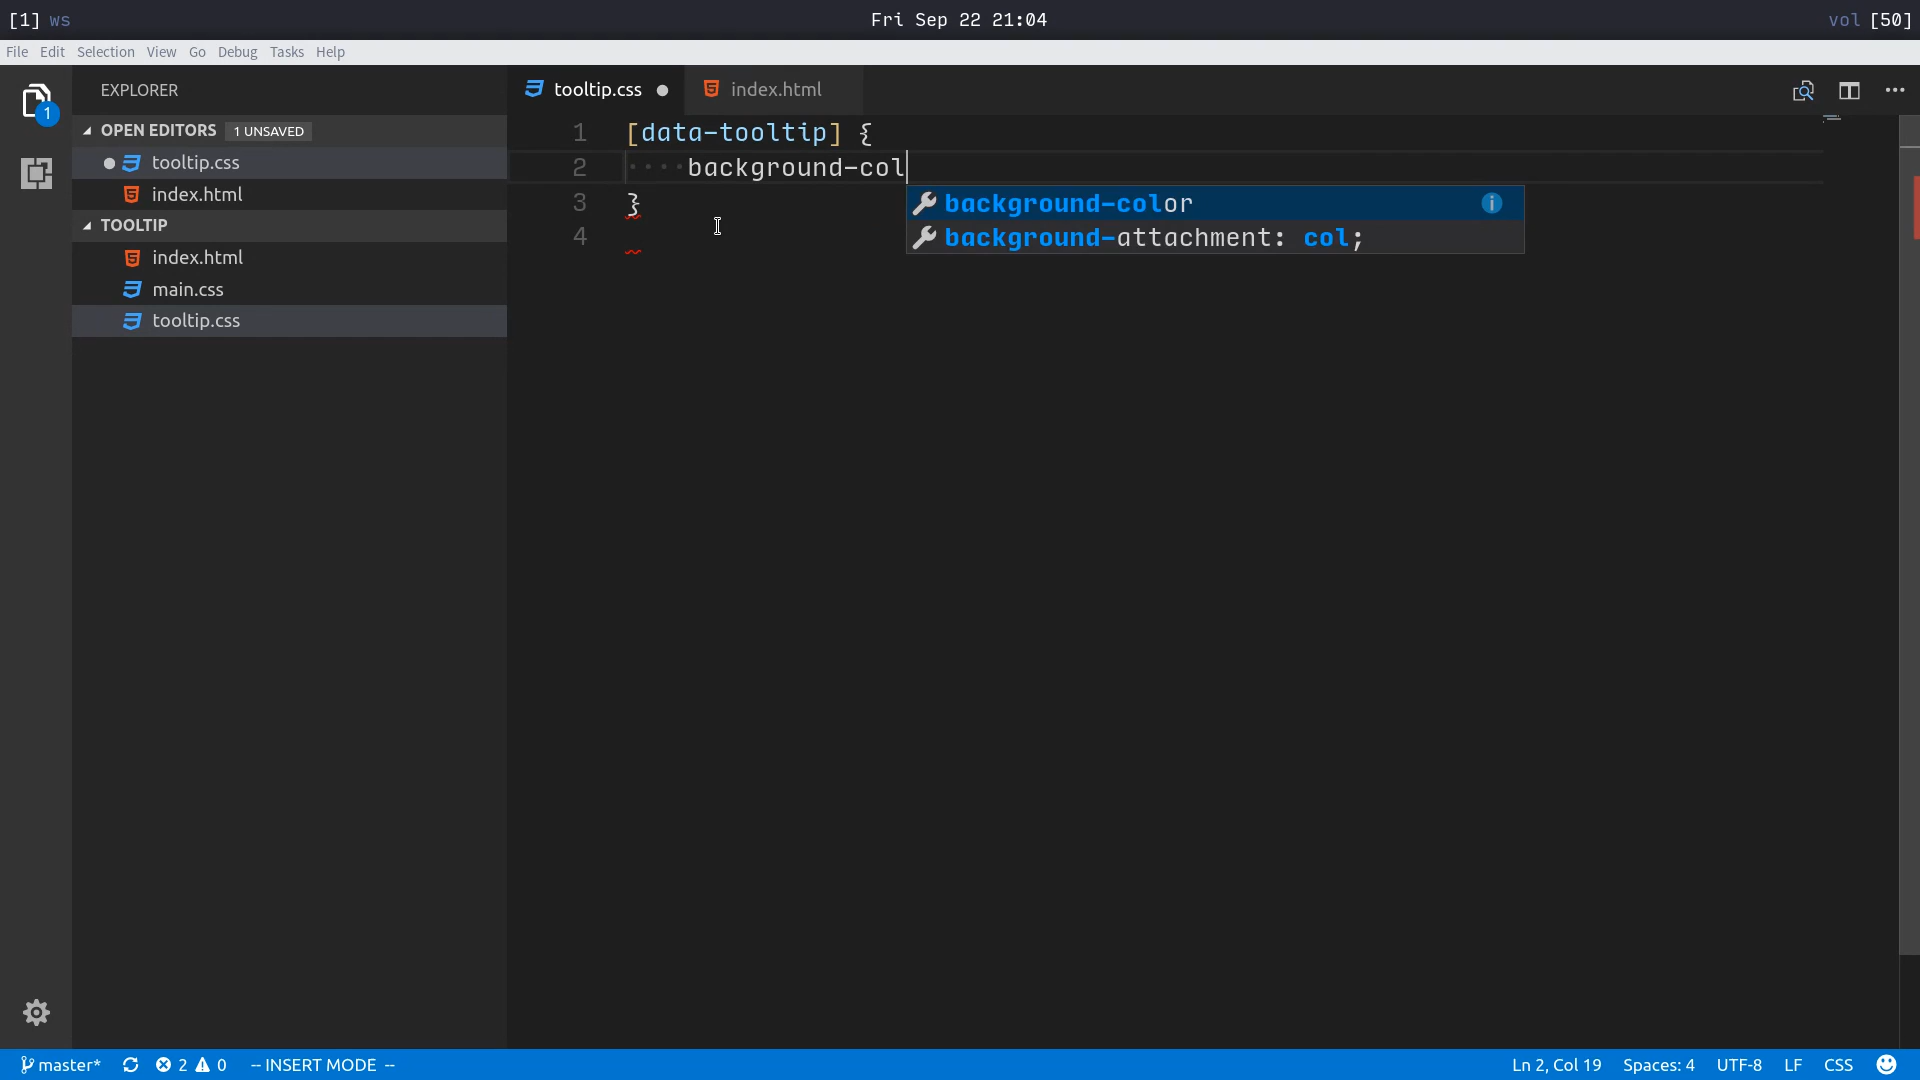 [1] ws Fri Sep 22 21:04 vol [50]
File Edit Selection View Go Debug Tasks Help
EXPLORER
1
OPEN EDITORS 1 UNSAVED
tooltip.css
index.html
TOOLTIP
index.html
main.css
tooltip.css
tooltip.css index.html
1 [data-tooltip] {
2 ····background-col
3 }
4
background-color
background-attachment: col;
master* 2 0 -- INSERT MODE -- Ln 2, Col 19 Spaces: 4 UTF-8 LF CSS